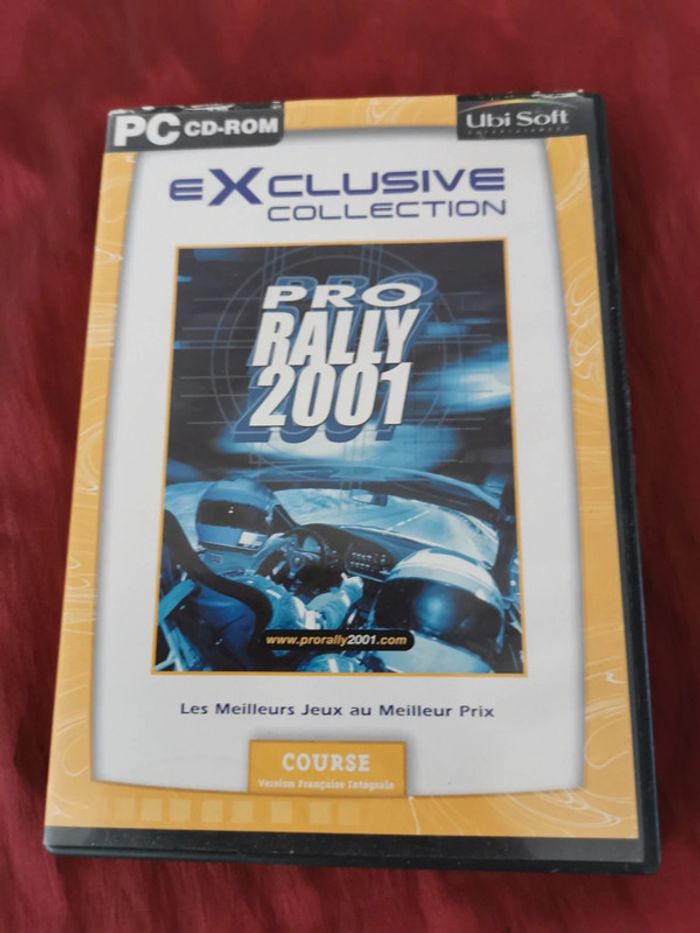 PC CD-ROM
Ubi Soft
ENTERTAINMENT
eXclusive
COLLECTION
PRO
RALLY
2001
www.prorally2001.com
Les Meilleurs Jeux au Meilleur Prix
COURSE
Version Française Intégrale